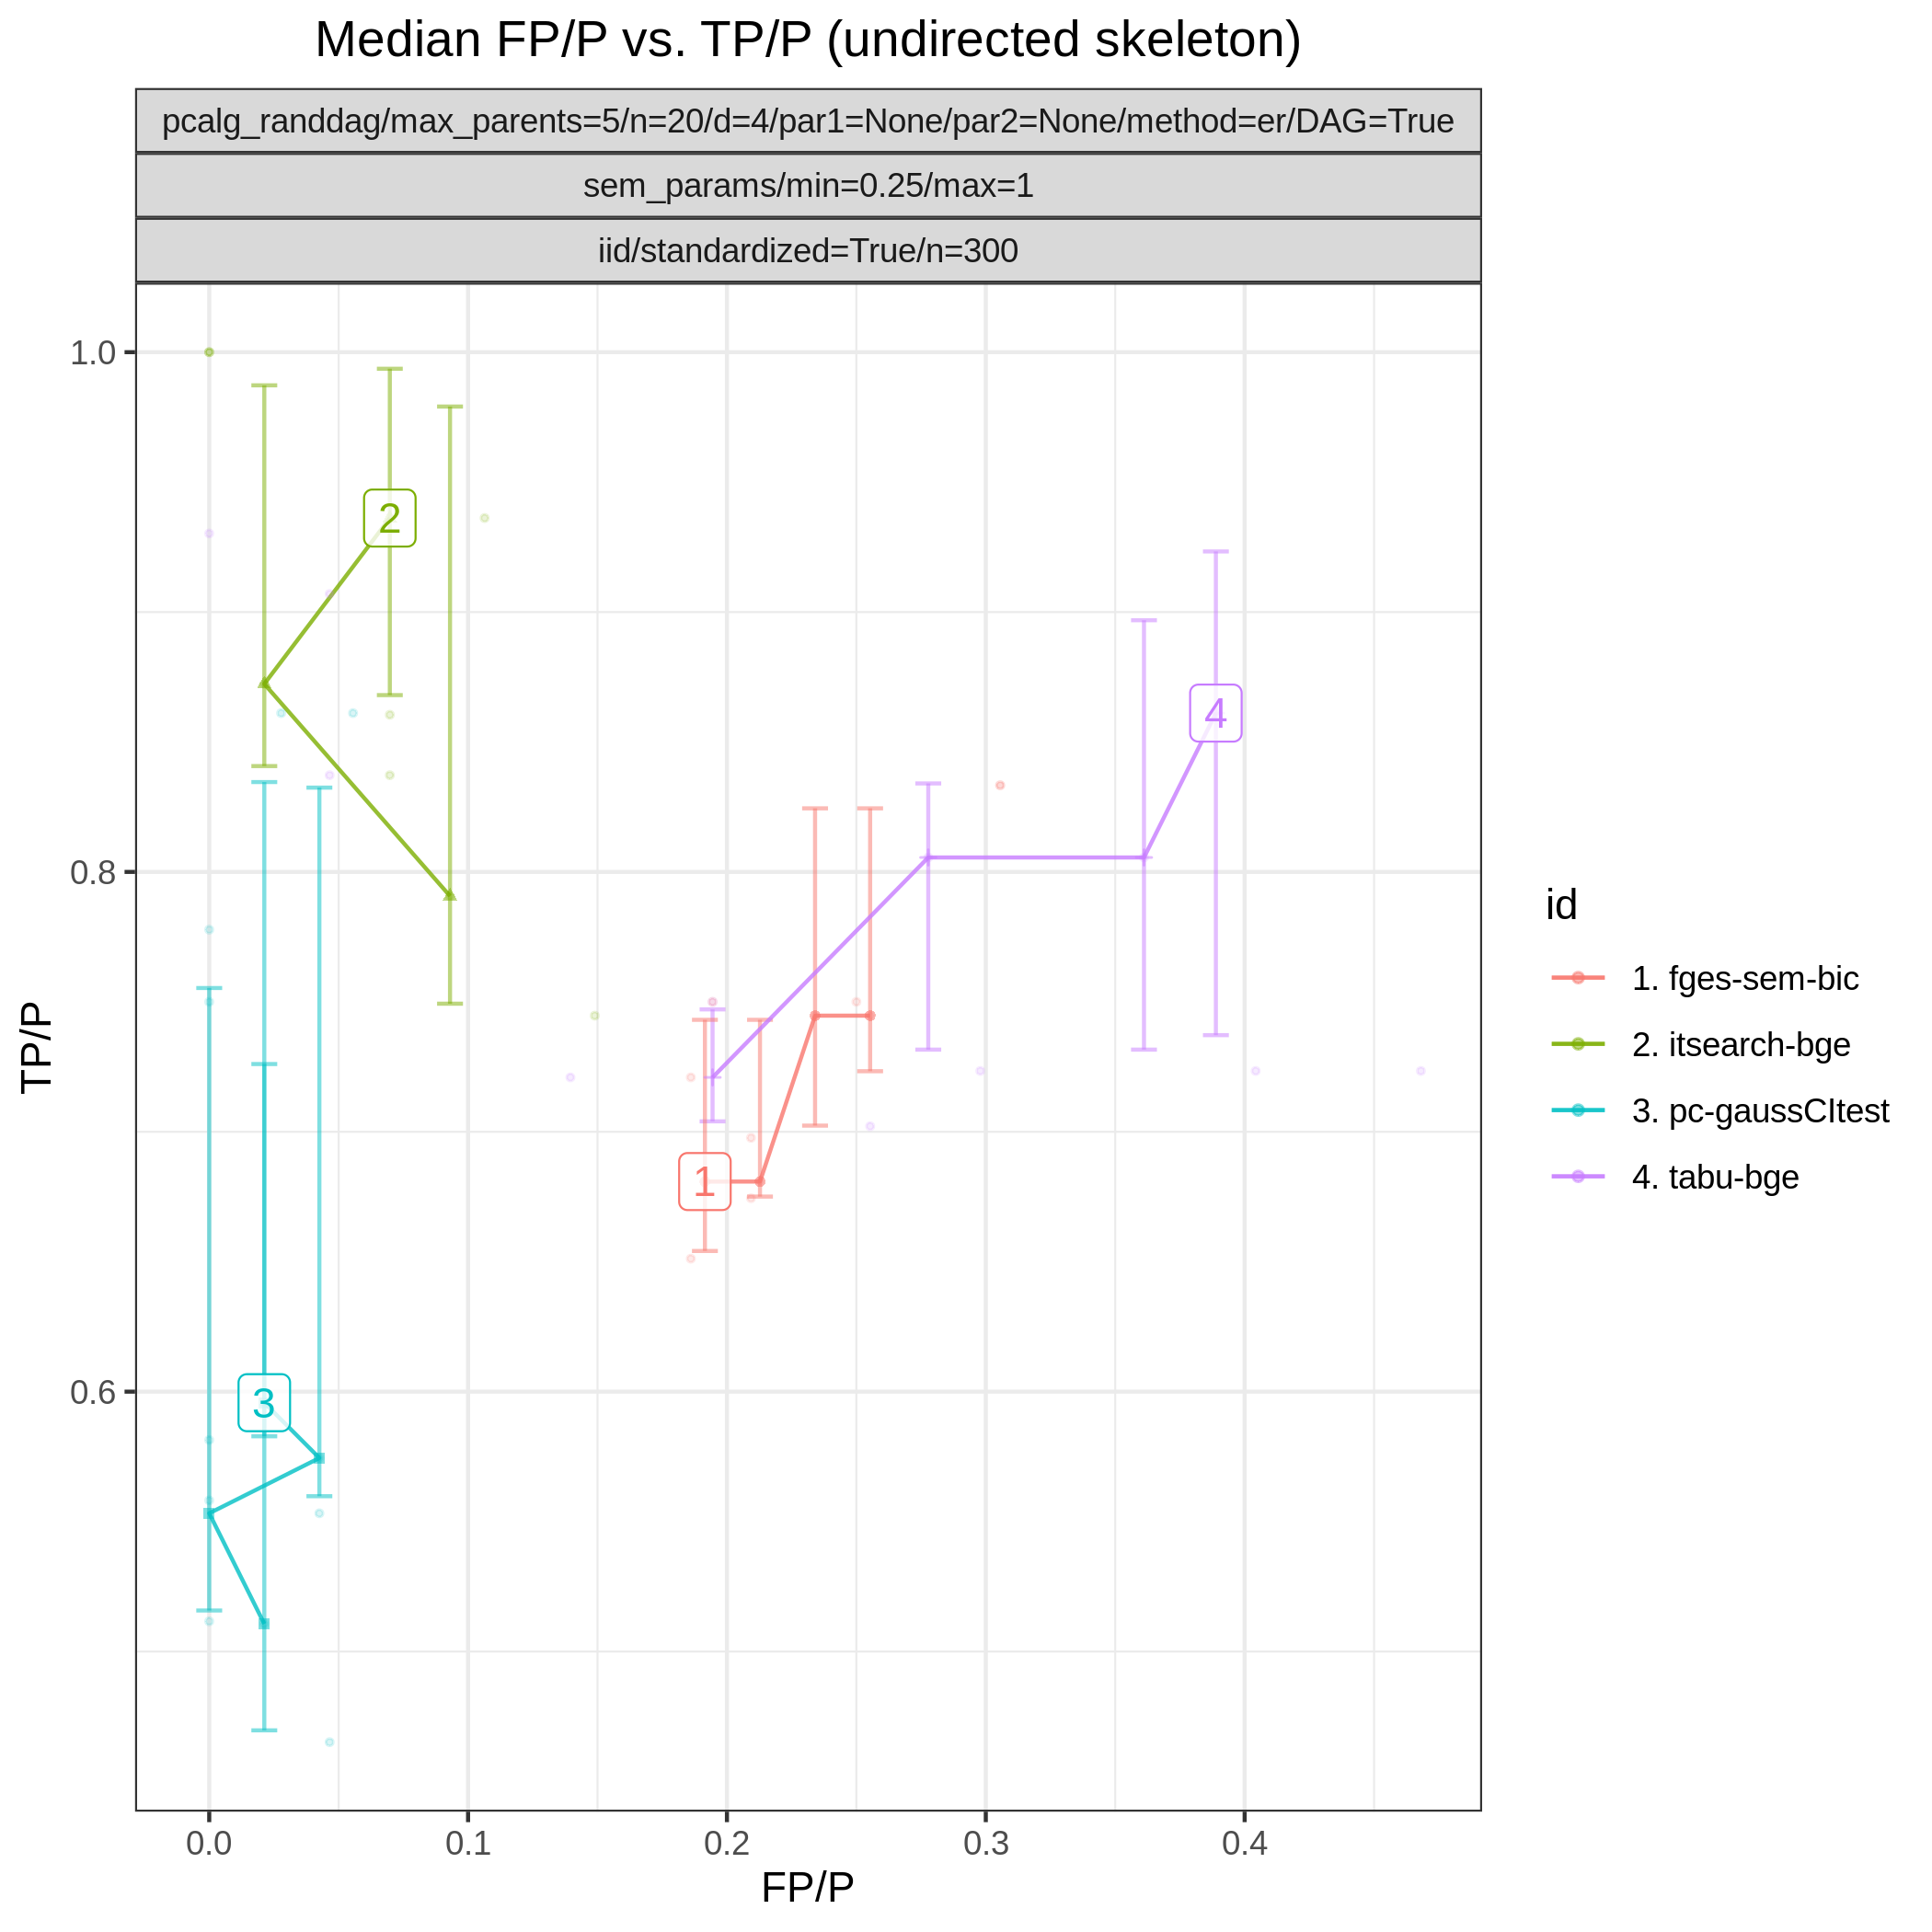 Median FP/P vs. TP/P (undirected skeleton)
pcalg_randdag/max_parents=5/n=20/d=4/par1=None/par2=None/method=er/DAG=True
sem_params/min=0.25/max=1
iid/standardized=True/n=300
1.0
0.8
0.6
TP/P
2
4
1
3
0.0 0.1 0.2 0.3 0.4
FP/P
id
1. fges-sem-bic
2. itsearch-bge
3. pc-gaussCItest
4. tabu-bge